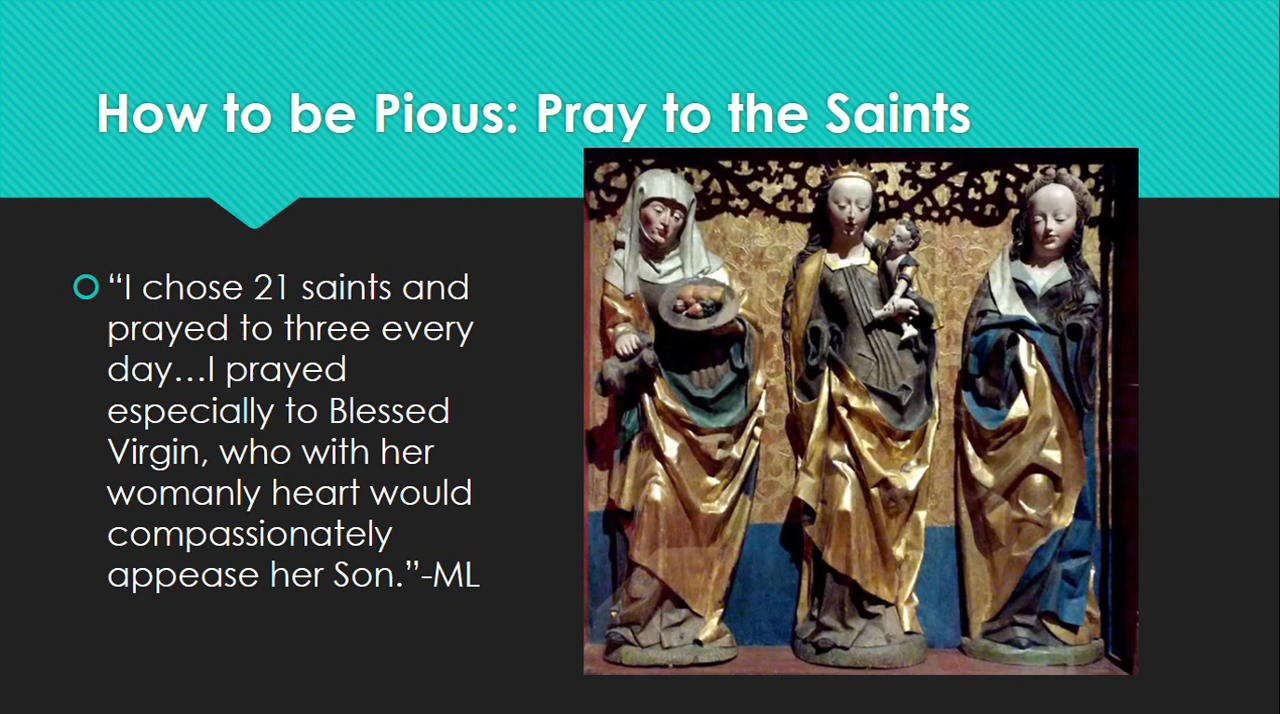 How to be Pious: Pray to the Saints
“I chose 21 saints and
prayed to three every
day…I prayed
especially to Blessed
Virgin, who with her
womanly heart would
compassionately
appease her Son.”-ML